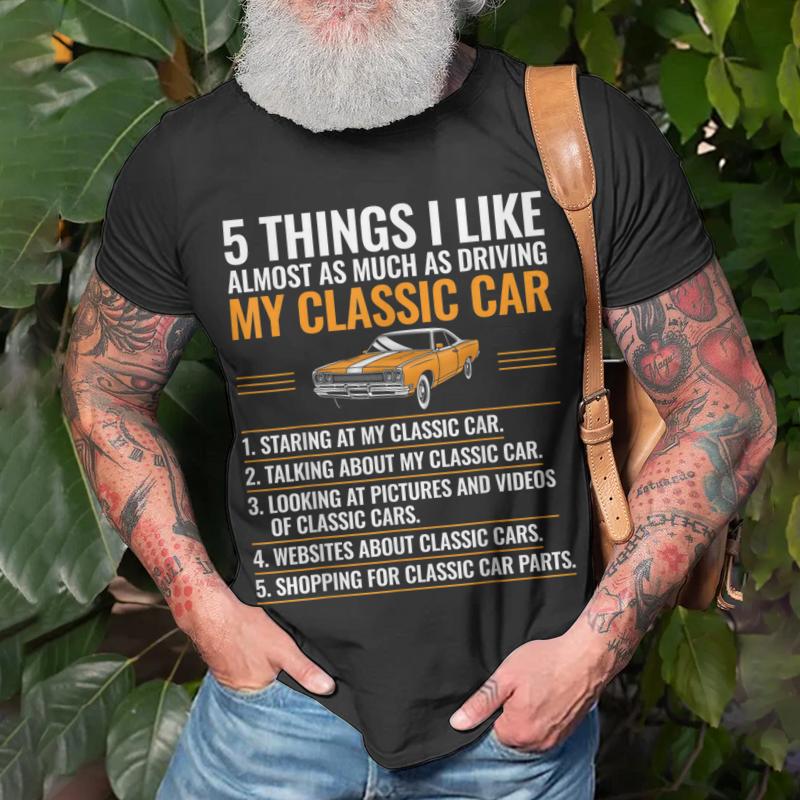 5 THINGS I LIKE
ALMOST AS MUCH AS DRIVING
MY CLASSIC CAR
1. STARING AT MY CLASSIC CAR.
2. TALKING ABOUT MY CLASSIC CAR.
3. LOOKING AT PICTURES AND VIDEOS
OF CLASSIC CARS.
4. WEBSITES ABOUT CLASSIC CARS.
5. SHOPPING FOR CLASSIC CAR PARTS.